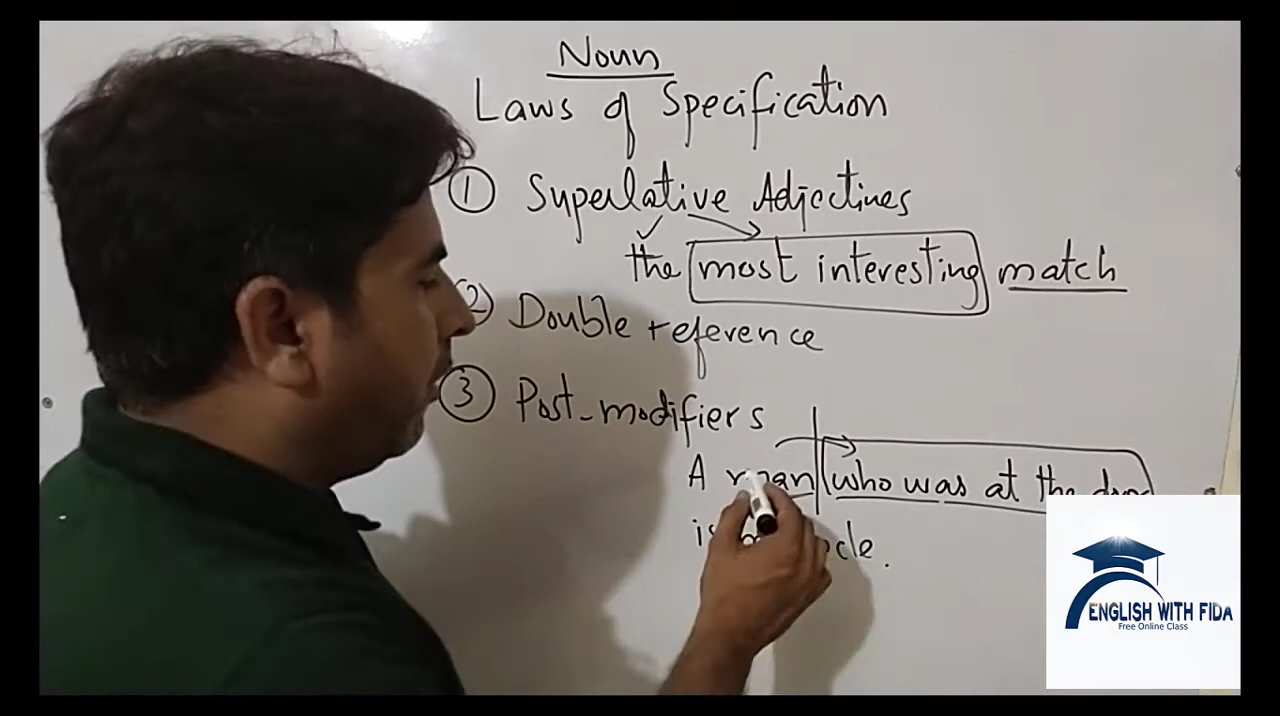 Noun
Laws of Specification
① Superlative Adjectives
the most interesting match
2) Double reference
③ Post-modifiers
A man who was at the door
is
ENGLISH WITH FIDA
Free Online Class